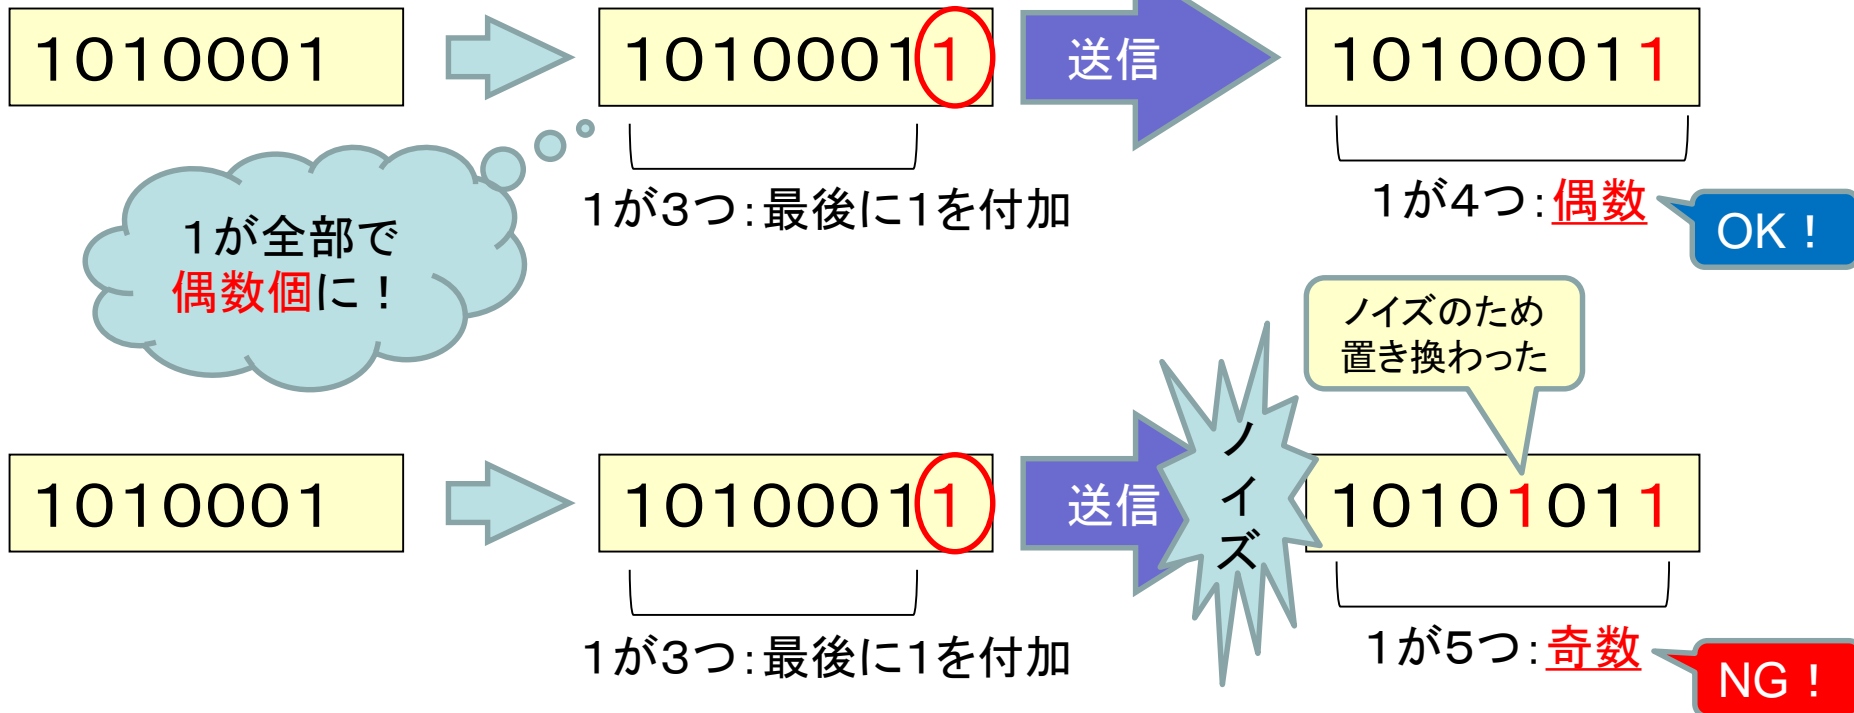 1010001
10100011
送信
10100011
1が3つ：最後に1を付加
1が4つ：偶数
OK！
1が全部で
偶数個に！
ノイズのため
置き換わった
1010001
10100011
送信
ノイズ
10101011
1が3つ：最後に1を付加
1が5つ：奇数
NG！